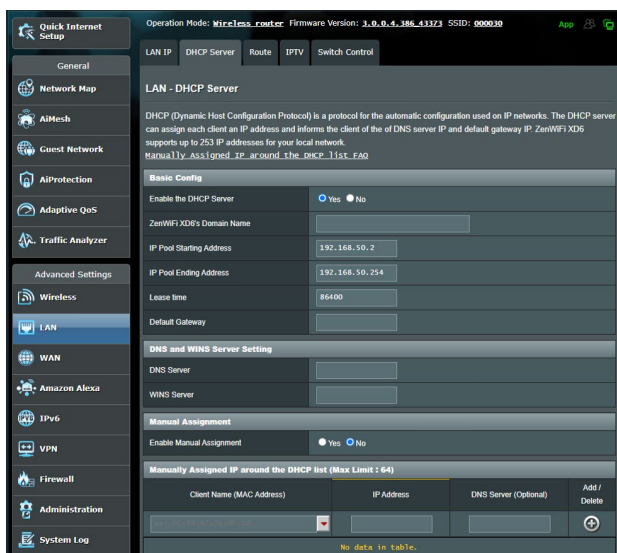 Quick Internet
Setup
General
Network Map
AiMesh
Guest Network
AiProtection
Adaptive QoS
Traffic Analyzer
Advanced Settings
Wireless
LAN
WAN
Amazon Alexa
IPv6
VPN
Firewall
Administration
System Log
Operation Mode: Wireless router Firmware Version: 3.0.0.4.386_43373 SSID: 000030
App
LAN IP DHCP Server Route IPTV Switch Control
LAN - DHCP Server
DHCP (Dynamic Host Configuration Protocol) is a protocol for the automatic configuration used on IP networks. The DHCP server
can assign each client an IP address and informs the client of the of DNS server IP and default gateway IP. ZenWiFi XD6
supports up to 253 IP addresses for your local network.
Manually Assigned IP around the DHCP list FAQ
Basic Config
Enable the DHCP Server Yes No
ZenWiFi XD6's Domain Name
IP Pool Starting Address 192.168.50.2
IP Pool Ending Address 192.168.50.254
Lease time 86400
Default Gateway
DNS and WINS Server Setting
DNS Server
WINS Server
Manual Assignment
Enable Manual Assignment Yes No
Manually Assigned IP around the DHCP list (Max Limit : 64)
Client Name (MAC Address) IP Address DNS Server (Optional) Add /
Delete
No data in table.